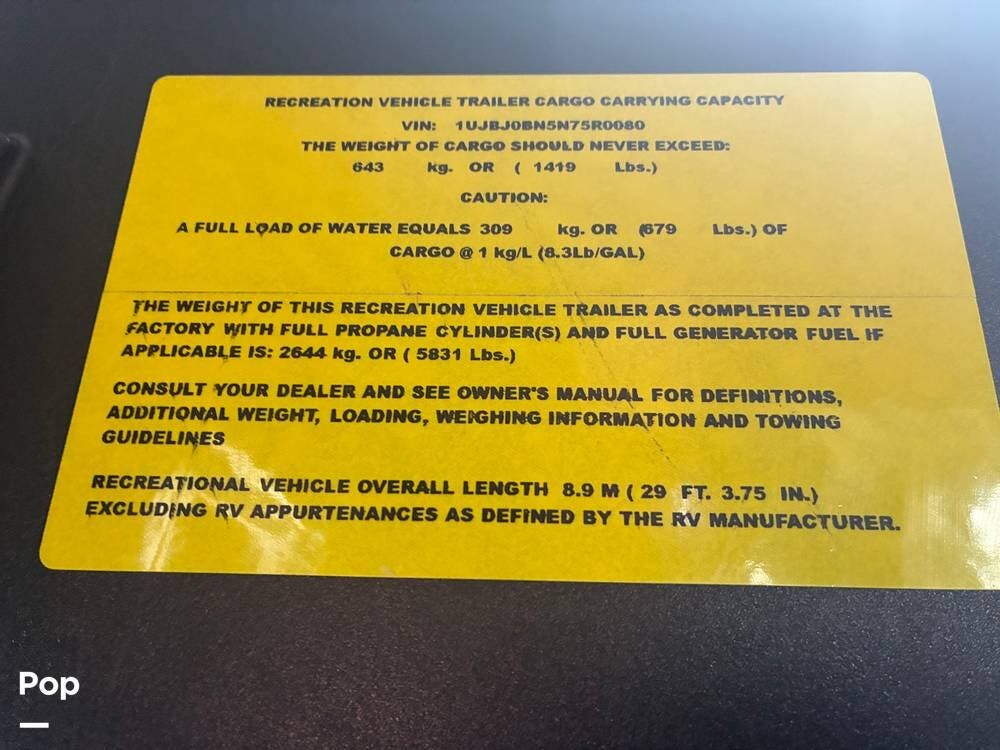 RECREATION VEHICLE TRAILER CARGO CARRYING CAPACITY
VIN: 1UJBJ0BN5N75R0080
THE WEIGHT OF CARGO SHOULD NEVER EXCEED:
643 kg. OR ( 1419 Lbs.)
CAUTION:
A FULL LOAD OF WATER EQUALS 309 kg. OR (679 Lbs.) OF
CARGO @ 1 kg/L (8.3Lb/GAL)
THE WEIGHT OF THIS RECREATION VEHICLE TRAILER AS COMPLETED AT THE
FACTORY WITH FULL PROPANE CYLINDER(S) AND FULL GENERATOR FUEL IF
APPLICABLE IS: 2644 kg. OR ( 5831 Lbs.)
CONSULT YOUR DEALER AND SEE OWNER'S MANUAL FOR DEFINITIONS,
ADDITIONAL WEIGHT, LOADING, WEIGHING INFORMATION AND TOWING
GUIDELINES
RECREATIONAL VEHICLE OVERALL LENGTH 8.9 M ( 29 FT. 3.75 IN.)
EXCLUDING RV APPURTENANCES AS DEFINED BY THE RV MANUFACTURER.
Pop